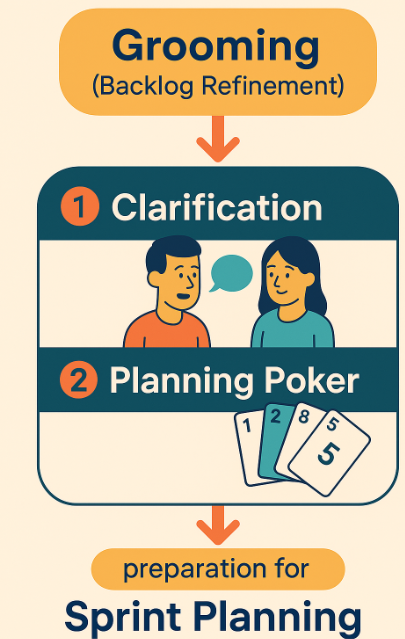 Grooming
(Backlog Refinement)
1 Clarification
2 Planning Poker
1 2 8 5
5
preparation for
Sprint Planning